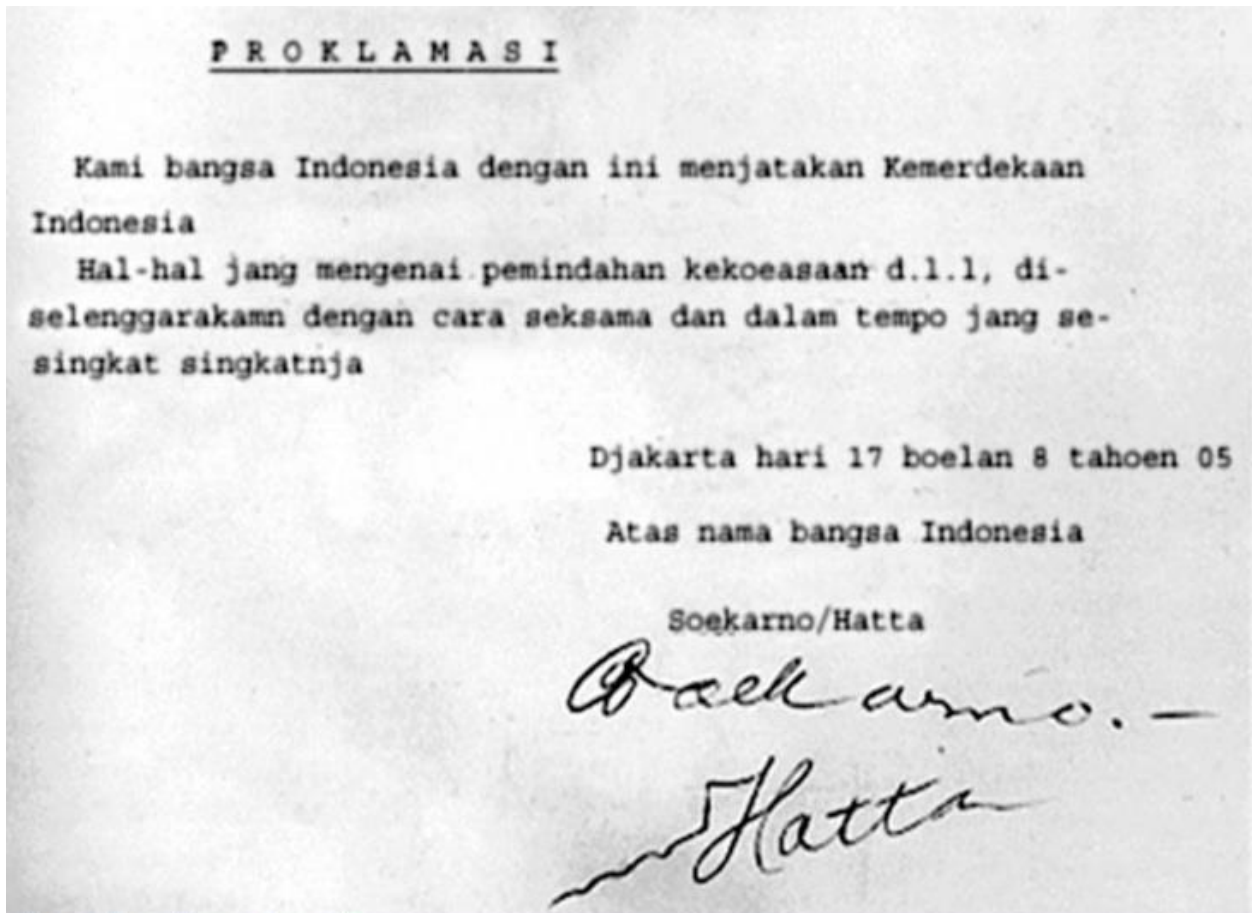 P R O K L A M A S I
Kami bangsa Indonesia dengan ini menjatakan Kemerdekaan
Indonesia
Hal-hal jang mengenai pemindahan kekoeasaan d.l.l, di-
selenggarakamn dengan cara seksama dan dalam tempo jang se-
singkat singkatnja
Djakarta hari 17 boelan 8 tahoen 05
Atas nama bangsa Indonesia
Soekarno/Hatta
Soekarno.—
Hatta